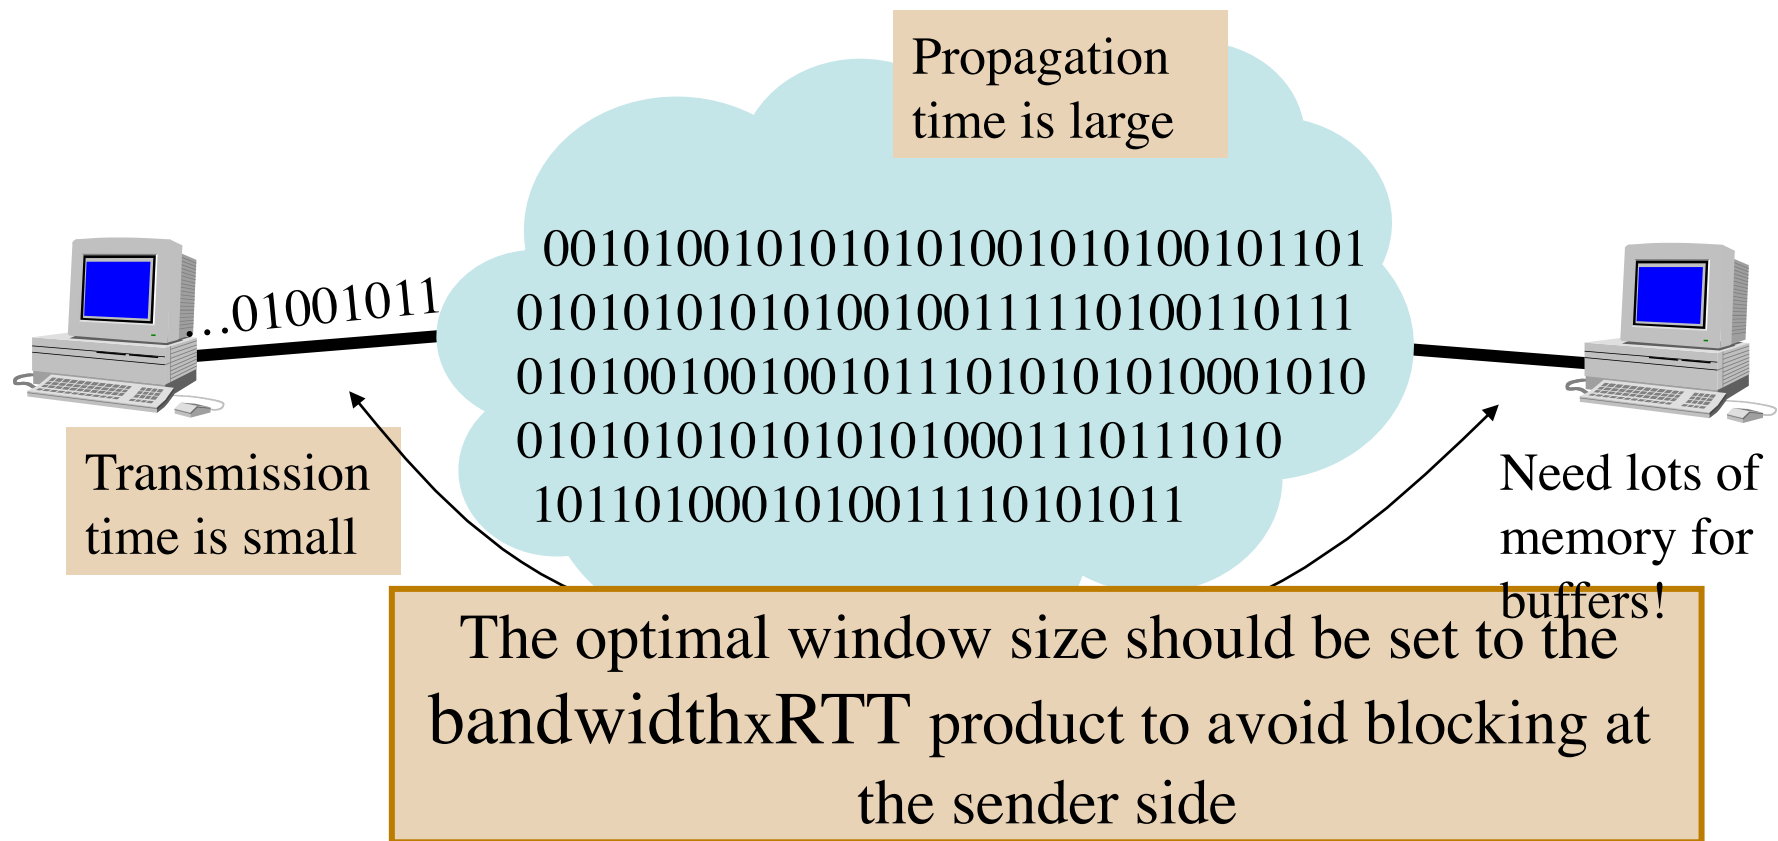 Propagation
time is large
0010100101010101001010100101101
…01001011
01010101010100100111110100110111
01010010010010111010101010001010
01010101010101010001110111010
1011010001010011110101011
Transmission
time is small
Need lots of
memory for
buffers!
The optimal window size should be set to the
bandwidthxRTT product to avoid blocking at
the sender side